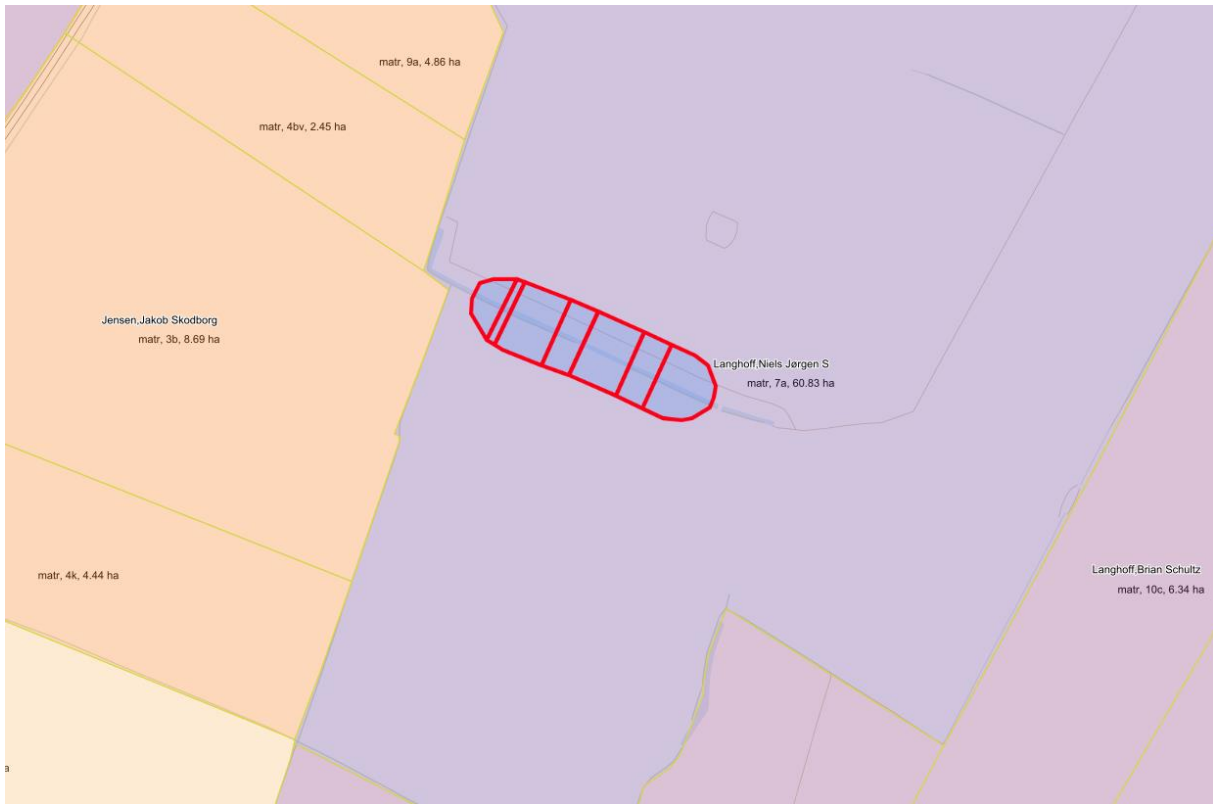 matr, 9a, 4.86 ha
matr, 4bv, 2.45 ha
Jensen,Jakob Skodborg
matr, 3b, 8.69 ha
Langhoff,Niels Jørgen S
matr, 7a, 60.83 ha
matr, 4k, 4.44 ha
Langhoff,Brian Schultz
matr, 10c, 6.34 ha
a